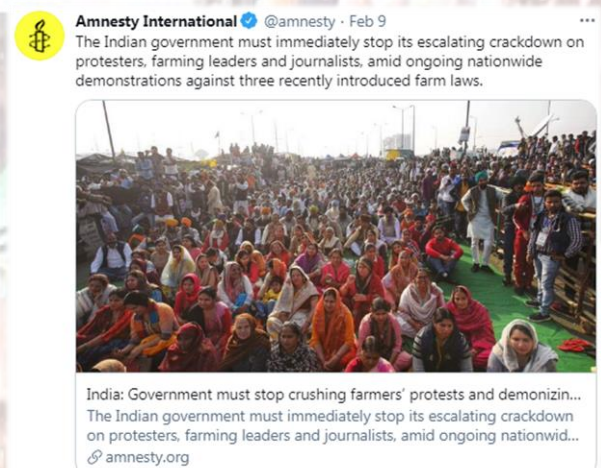 Amnesty International @amnesty · Feb 9
The Indian government must immediately stop its escalating crackdown on
protesters, farming leaders and journalists, amid ongoing nationwide
demonstrations against three recently introduced farm laws.
India: Government must stop crushing farmers' protests and demonizin...
The Indian government must immediately stop its escalating crackdown
on protesters, farming leaders and journalists, amid ongoing nationwid...
amnesty.org